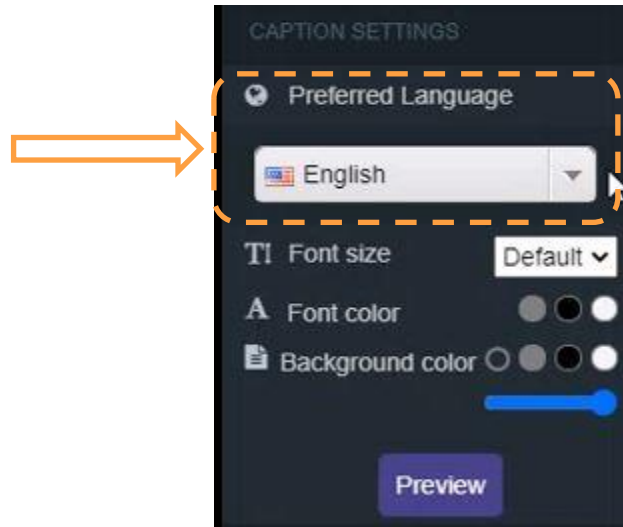 CAPTION SETTINGS
Preferred Language
English
Font size
Default
Font color
Background color
Preview